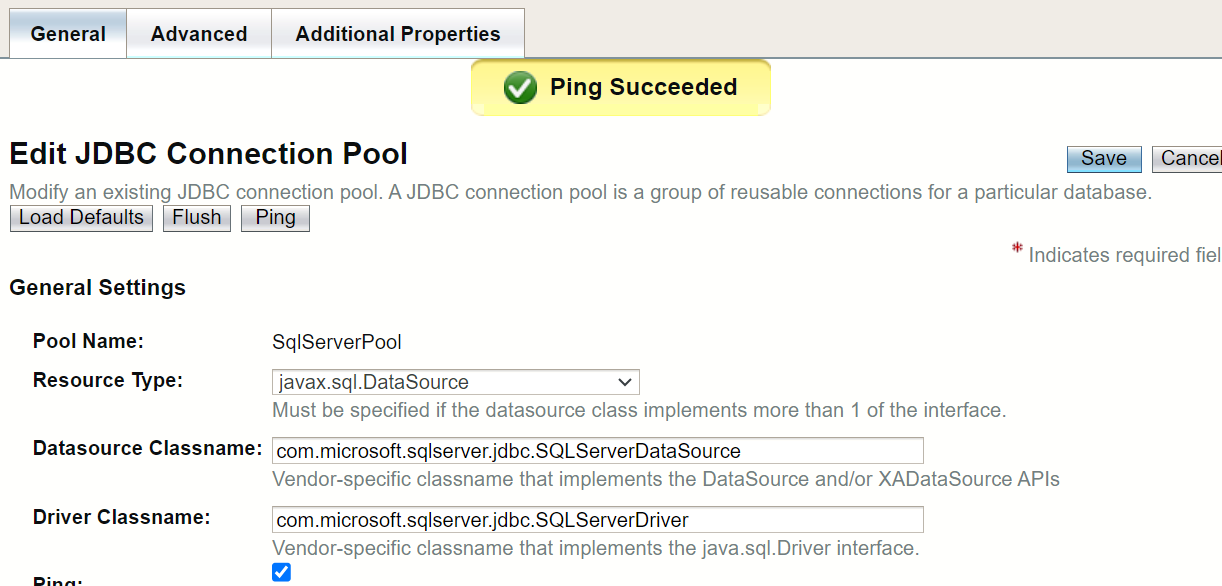 General Advanced Additional Properties
Ping Succeeded
Edit JDBC Connection Pool
Save Cancel
Modify an existing JDBC connection pool. A JDBC connection pool is a group of reusable connections for a particular database.
Load Defaults Flush Ping
* Indicates required fiel
General Settings
Pool Name: SqlServerPool
Resource Type: javax.sql.DataSource
Must be specified if the datasource class implements more than 1 of the interface.
Datasource Classname: com.microsoft.sqlserver.jdbc.SQLServerDataSource
Vendor-specific classname that implements the DataSource and/or XADataSource APIs
Driver Classname: com.microsoft.sqlserver.jdbc.SQLServerDriver
Vendor-specific classname that implements the java.sql.Driver interface.
Ping: